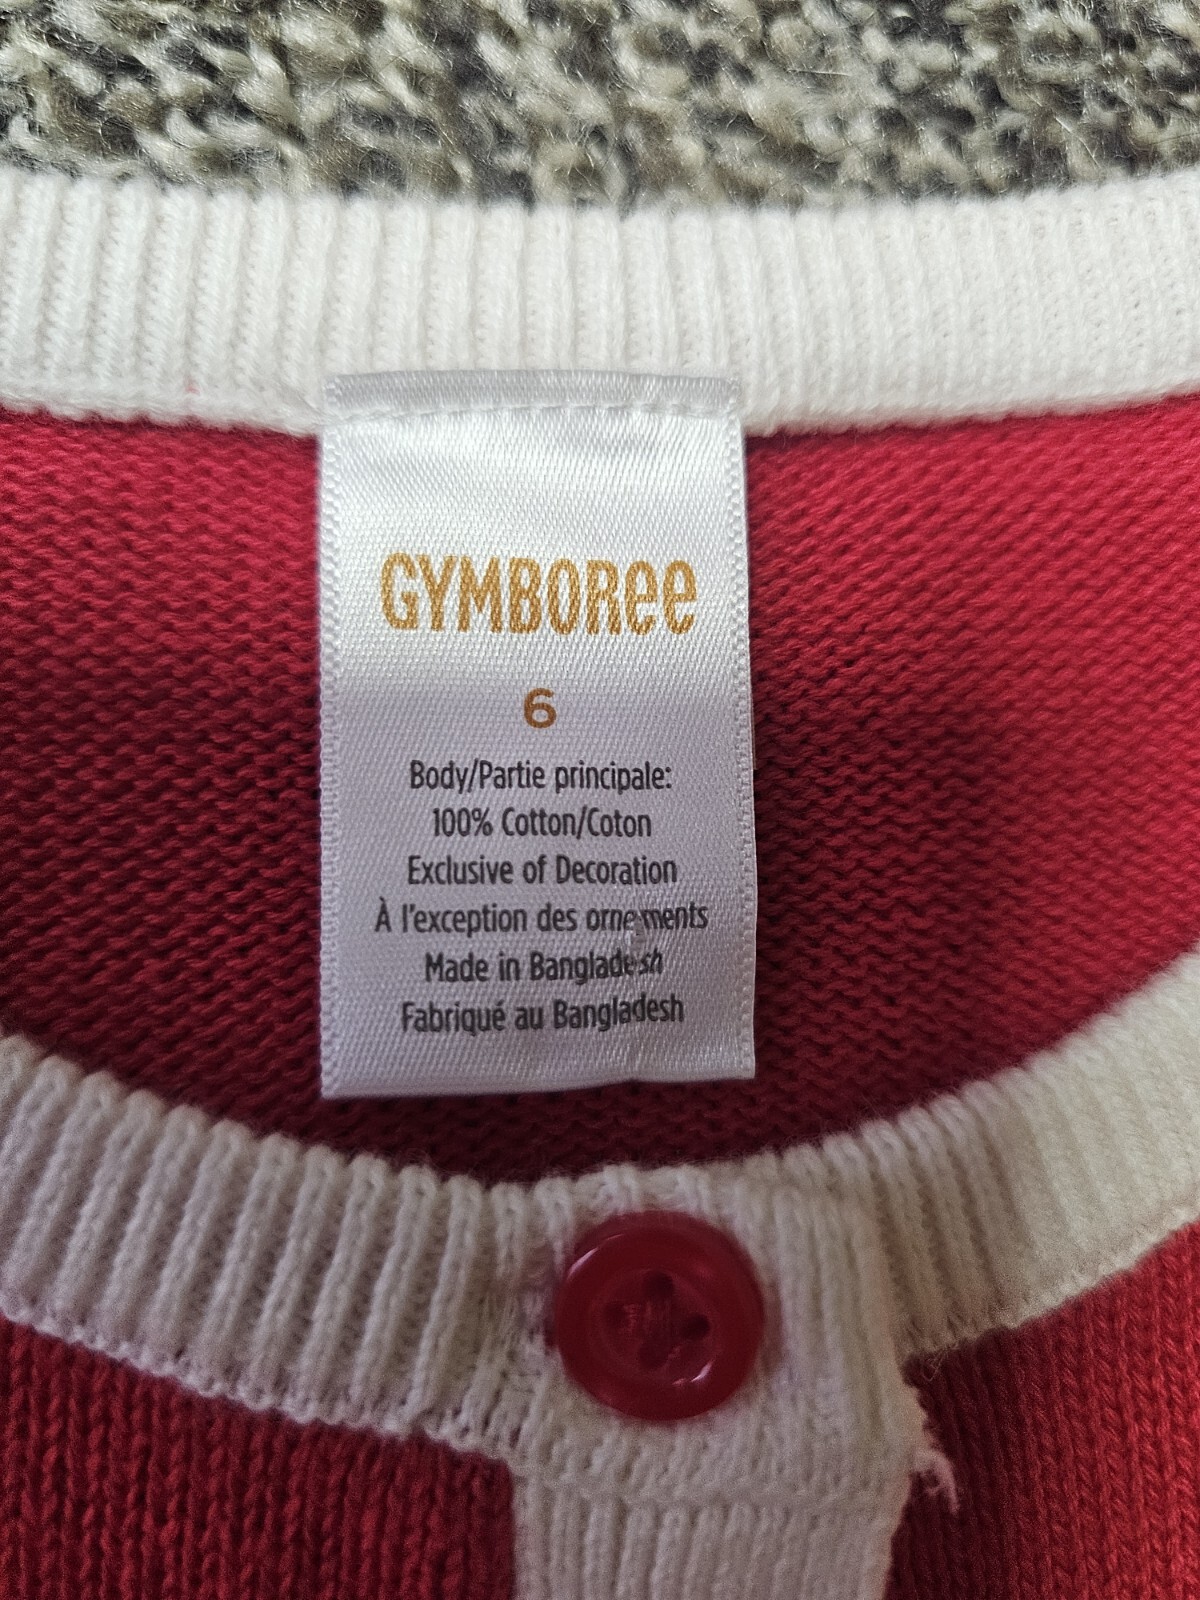 GYMBORee
6
Body/Partie principale:
100% Cotton/Coton
Exclusive of Decoration
À l'exception des ornements
Made in Bangladesh
Fabriqué au Bangladesh